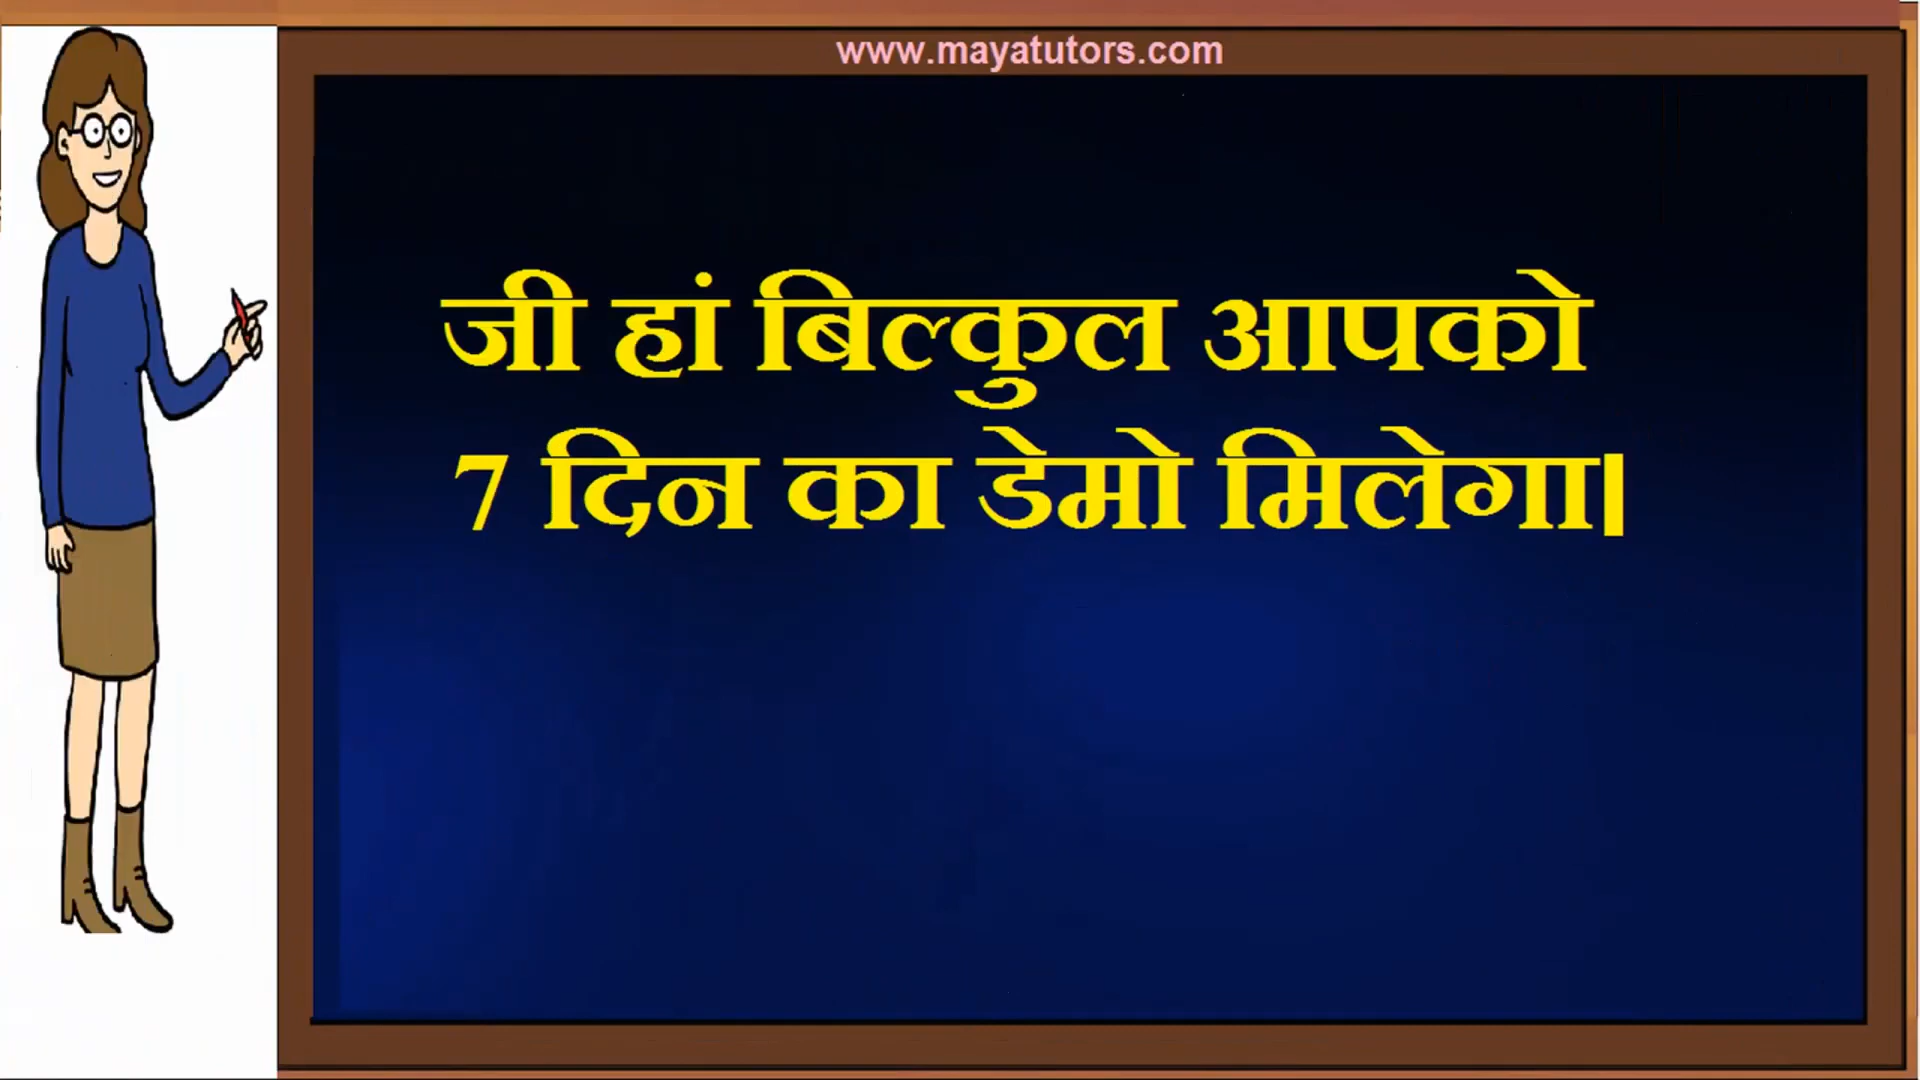 www.mayatutors.com
जी हां बिल्कुल आपको
7 दिन का डेमो मिलेगा।